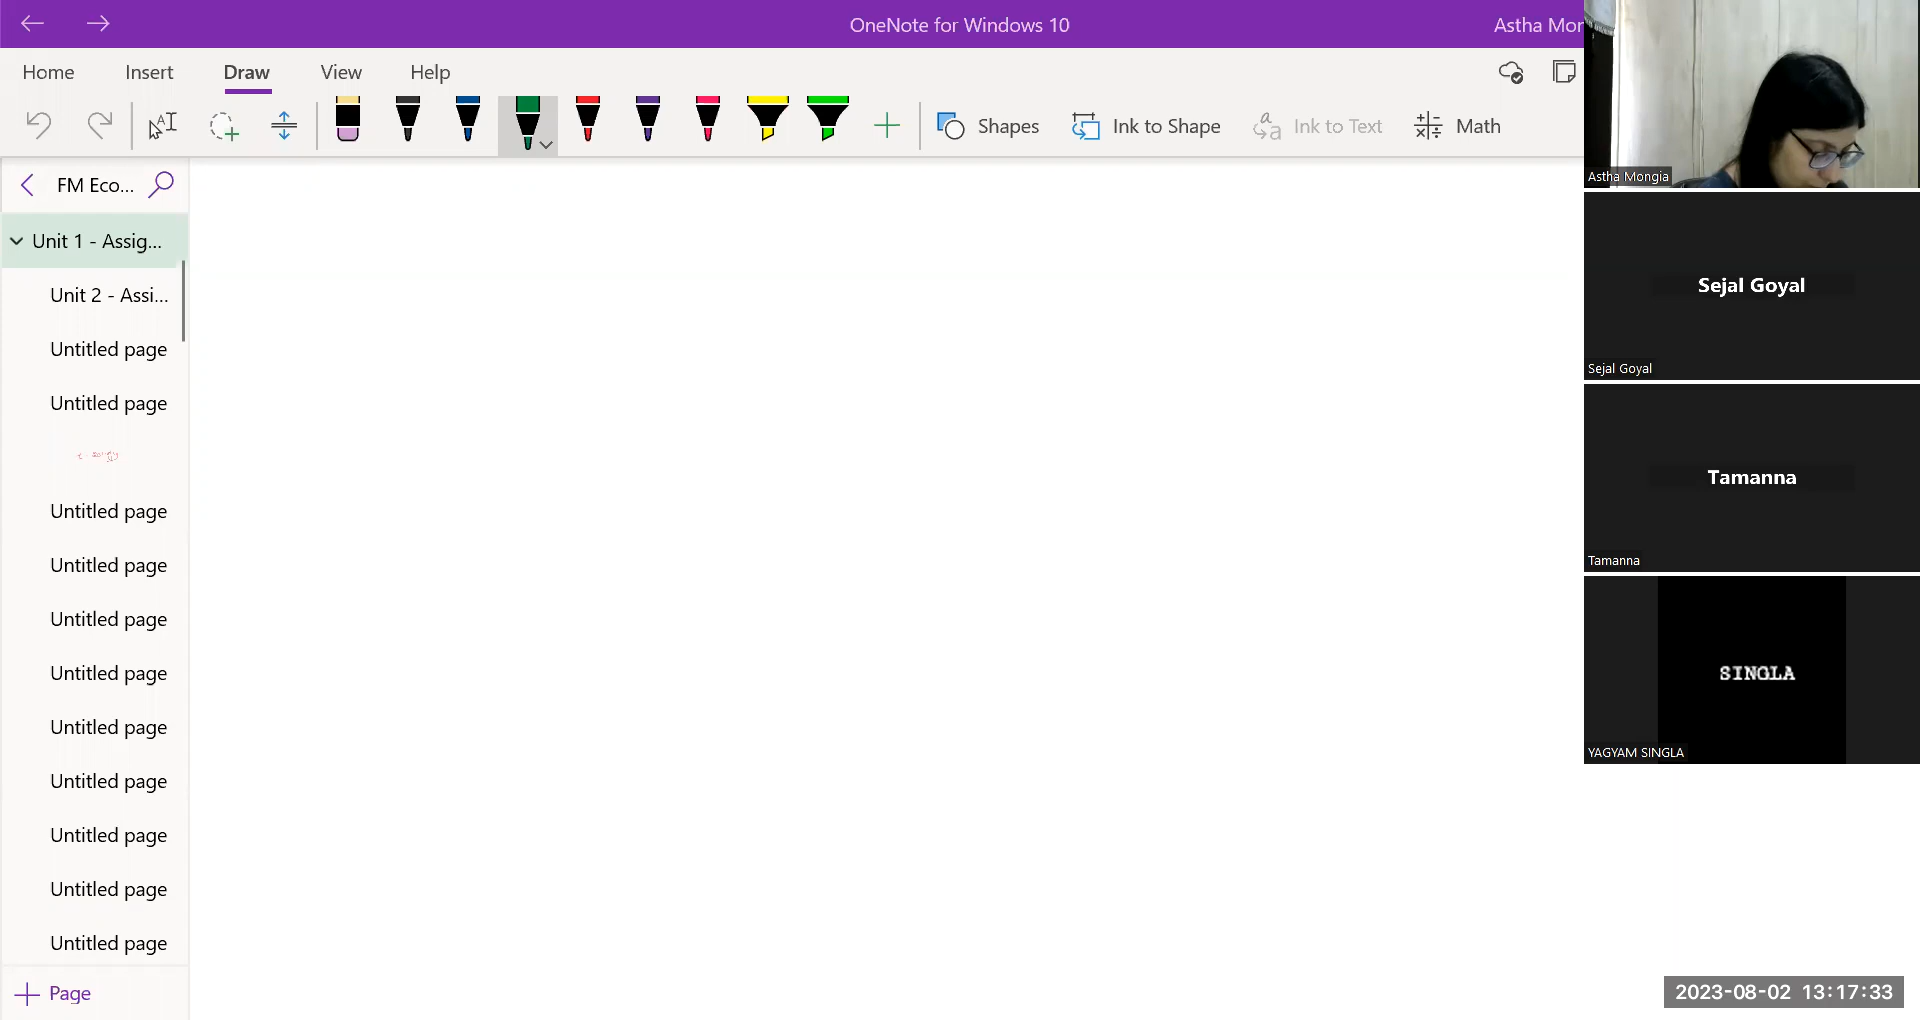 OneNote for Windows 10
Astha Mon
Home Insert Draw View Help
Shapes Ink to Shape Ink to Text Math
FM Eco...
Unit 1 - Assig...
Unit 2 - Assi...
Untitled page
Untitled page
Untitled page
Untitled page
Untitled page
Untitled page
Untitled page
Untitled page
Untitled page
Untitled page
Untitled page
Page
Astha Mongia
Sejal Goyal
Sejal Goyal
Tamanna
Tamanna
SINGLA
YAGYAM SINGLA
2023-08-02 13:17:33